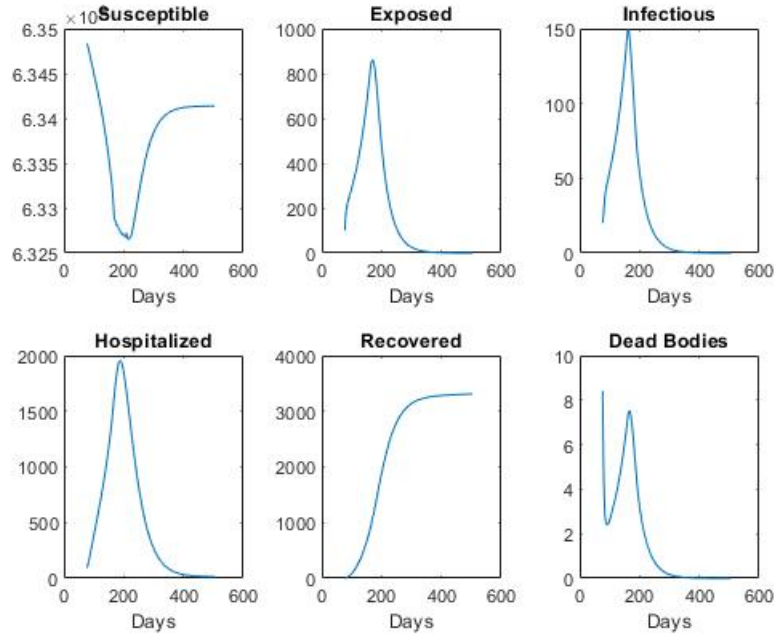 ×10 Susceptible
6.35
6.345
6.34
6.335
6.33
6.325
0 200 400 600
Days
Exposed
1000
800
600
400
200
0
0 200 400 600
Days
Infectious
150
100
50
0
0 200 400 600
Days
Hospitalized
2000
1500
1000
500
0
0 200 400 600
Days
Recovered
4000
3000
2000
1000
0
0 200 400 600
Days
Dead Bodies
10
8
6
4
2
0
0 200 400 600
Days